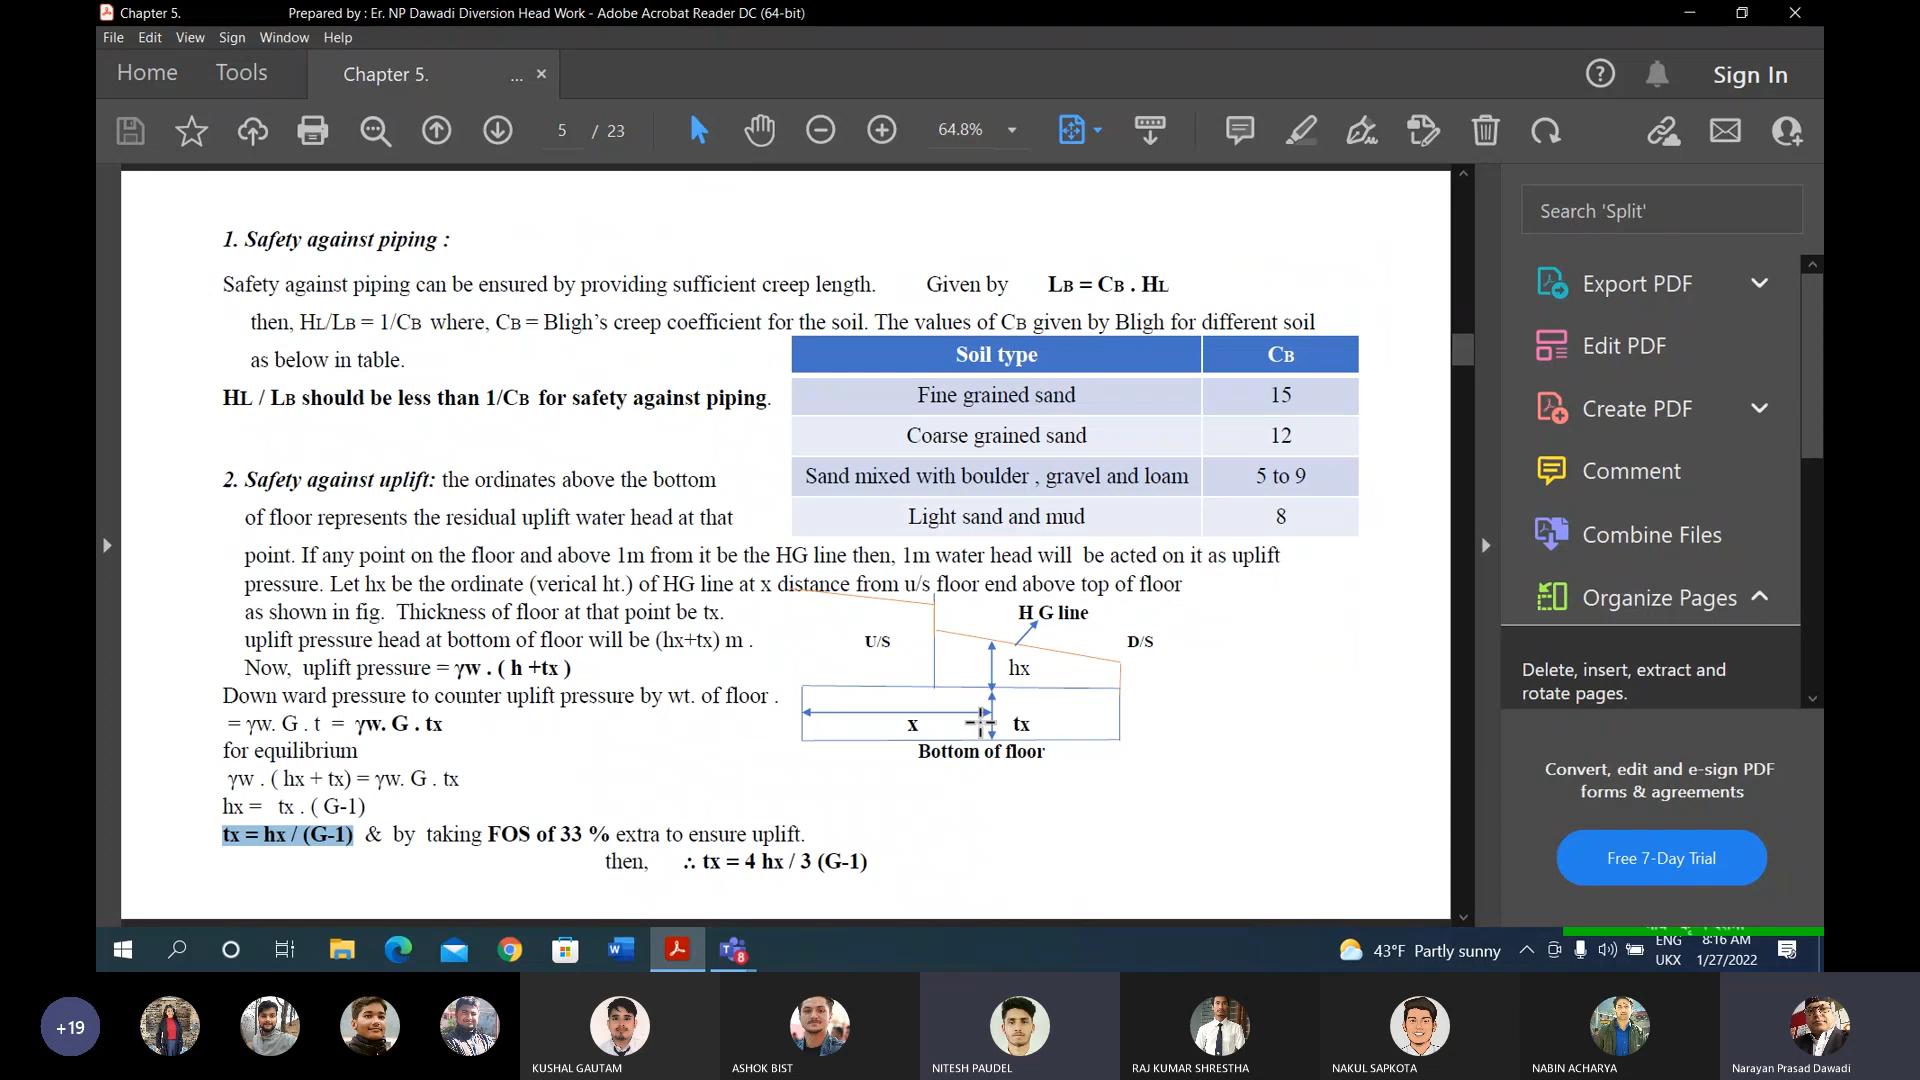 Chapter 5. Prepared by : Er. NP Dawadi Diversion Head Work - Adobe Acrobat Reader DC (64-bit)
File Edit View Sign Window Help
Home Tools Chapter 5. ... × Sign In
5 / 23 64.8%
1. Safety against piping :
Safety against piping can be ensured by providing sufficient creep length. Given by LB = CB . HL
then, HL/LB = 1/CB where, CB = Bligh’s creep coefficient for the soil. The values of CB given by Bligh for different soil
as below in table.
HL / LB should be less than 1/CB for safety against piping.
Soil type CB
Fine grained sand 15
Coarse grained sand 12
Sand mixed with boulder , gravel and loam 5 to 9
Light sand and mud 8
2. Safety against uplift: the ordinates above the bottom
of floor represents the residual uplift water head at that
point. If any point on the floor and above 1m from it be the HG line then, 1m water head will be acted on it as uplift
pressure. Let hx be the ordinate (verical ht.) of HG line at x distance from u/s floor end above top of floor
as shown in fig. Thickness of floor at that point be tx.
uplift pressure head at bottom of floor will be (hx+tx) m .
Now, uplift pressure = γw . ( h +tx )
Down ward pressure to counter uplift pressure by wt. of floor .
= γw. G . t = γw. G . tx
for equilibrium
γw . ( hx + tx) = γw. G . tx
hx = tx . ( G-1)
tx = hx / (G-1) & by taking FOS of 33 % extra to ensure uplift.
then, ∴ tx = 4 hx / 3 (G-1)
H G line
U/S D/S
hx
x tx
Bottom of floor
Search 'Split'
Export PDF
Edit PDF
Create PDF
Comment
Combine Files
Organize Pages
Delete, insert, extract and
rotate pages.
Convert, edit and e-sign PDF
forms & agreements
Free 7-Day Trial
8
43°F Partly sunny
ENG
UKX
8:16 AM
1/27/2022
+19
KUSHAL GAUTAM
ASHOK BIST
NITESH PAUDEL
RAJ KUMAR SHRESTHA
NAKUL SAPKOTA
NABIN ACHARYA
Narayan Prasad Dawadi